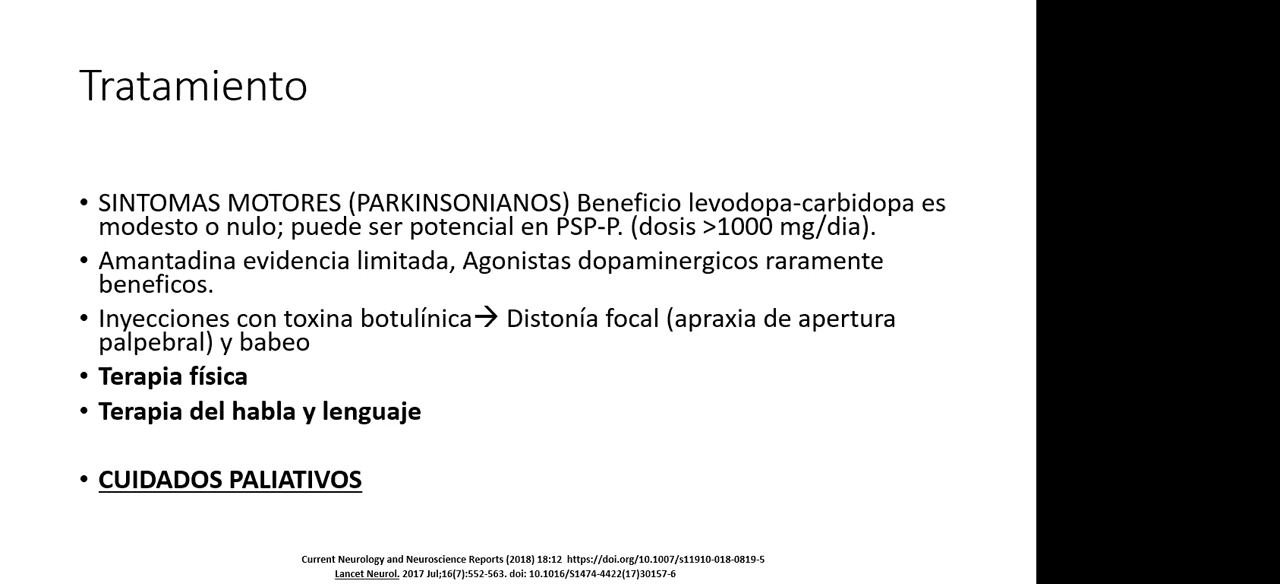 Tratamiento
• SINTOMAS MOTORES (PARKINSONIANOS) Beneficio levodopa-carbidopa es
modesto o nulo; puede ser potencial en PSP-P. (dosis >1000 mg/dia).
• Amantadina evidencia limitada, Agonistas dopaminergicos raramente
beneficos.
• Inyecciones con toxina botulínica→ Distonía focal (apraxia de apertura
palpebral) y babeo
• Terapia física
• Terapia del habla y lenguaje
• CUIDADOS PALIATIVOS
Current Neurology and Neuroscience Reports (2018) 18:12 https://doi.org/10.1007/s11910-018-0819-5
Lancet Neurol. 2017 Jul;16(7):552-563. doi: 10.1016/S1474-4422(17)30157-6